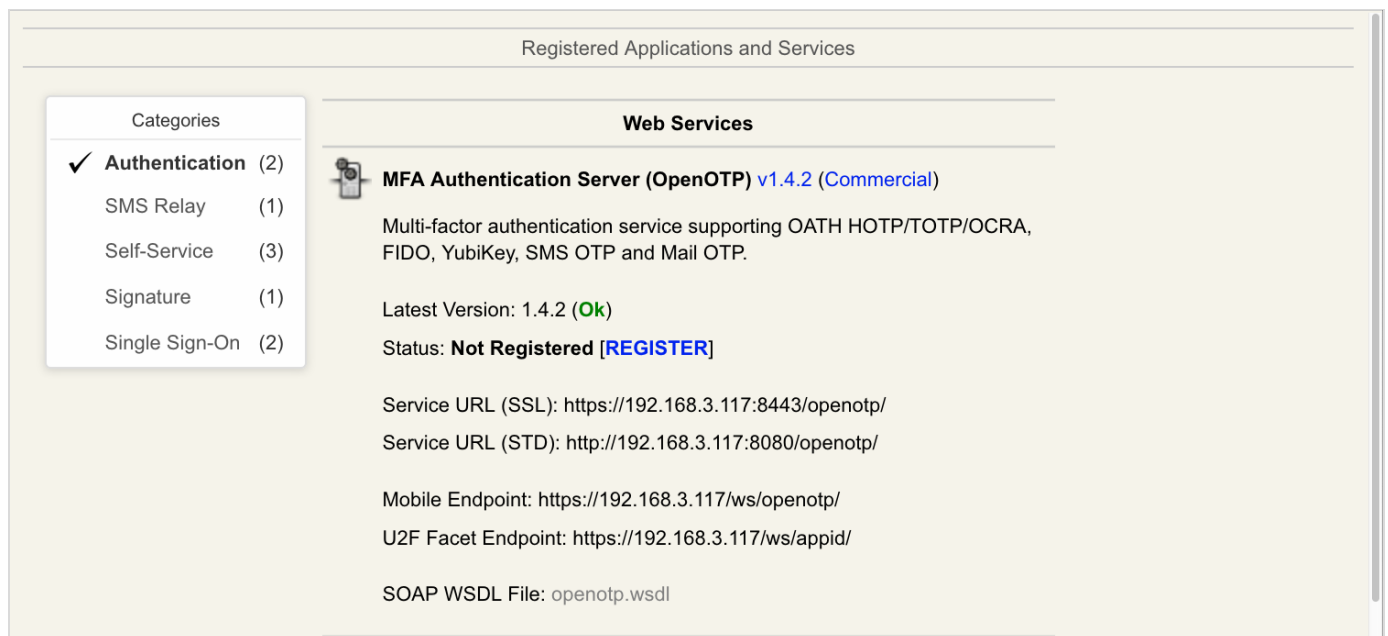 Registered Applications and Services
Categories
Authentication (2)
SMS Relay (1)
Self-Service (3)
Signature (1)
Single Sign-On (2)
Web Services
MFA Authentication Server (OpenOTP) v1.4.2 (Commercial)
Multi-factor authentication service supporting OATH HOTP/TOTP/OCRA,
FIDO, YubiKey, SMS OTP and Mail OTP.
Latest Version: 1.4.2 (Ok)
Status: Not Registered [REGISTER]
Service URL (SSL): https://192.168.3.117:8443/openotp/
Service URL (STD): http://192.168.3.117:8080/openotp/
Mobile Endpoint: https://192.168.3.117/ws/openotp/
U2F Facet Endpoint: https://192.168.3.117/ws/appid/
SOAP WSDL File: openotp.wsdl